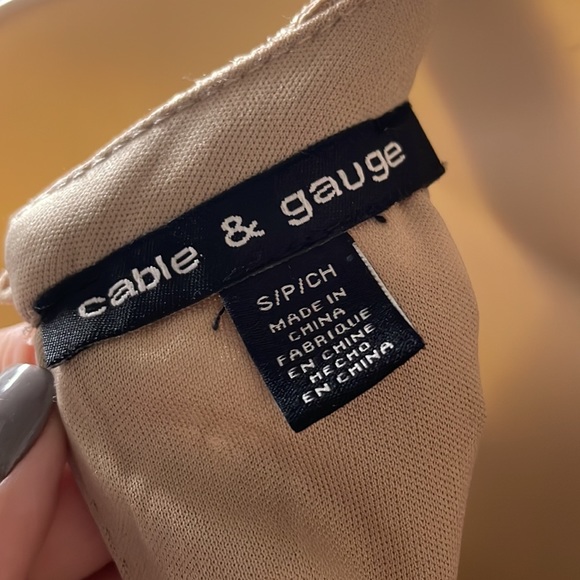 cable & gauge
S/P/CH
MADE IN
CHINA
FABRIQUE
EN CHINE
HECHO
EN CHINA